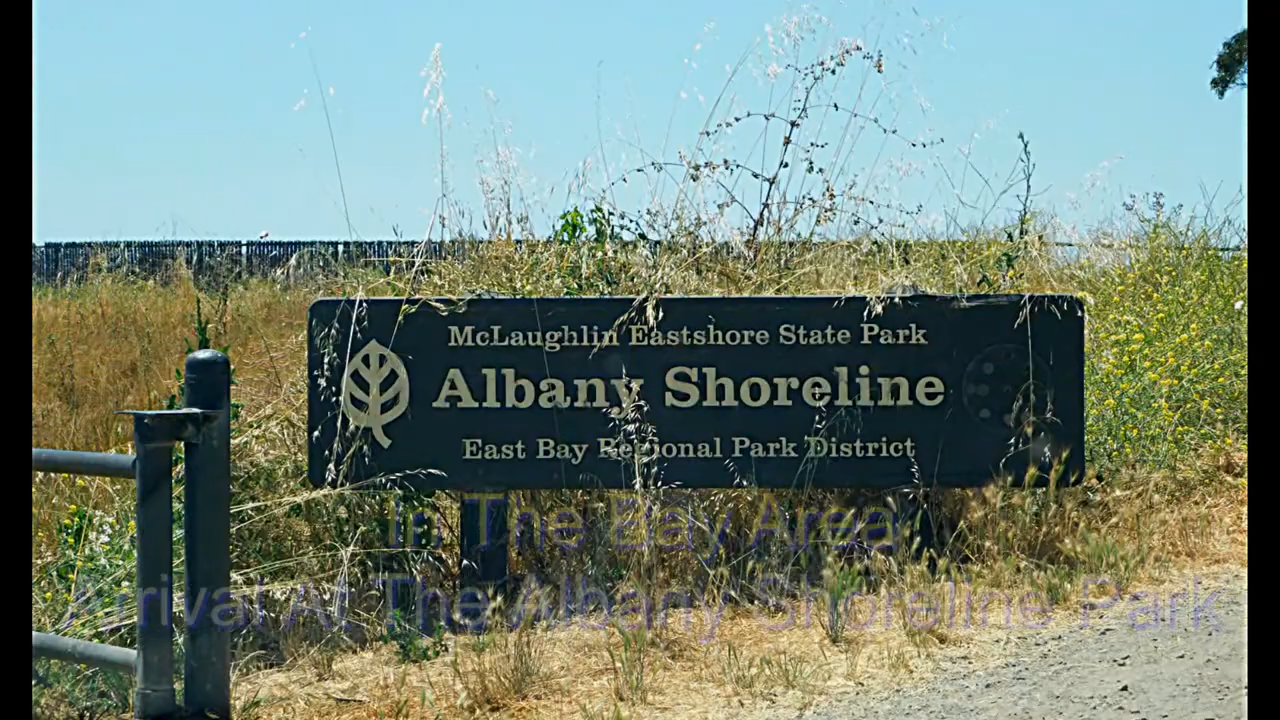 McLaughlin Eastshore State Park
Albany Shoreline
East Bay Regional Park District
In The Bay Area
Arrival At The Albany Shoreline Park